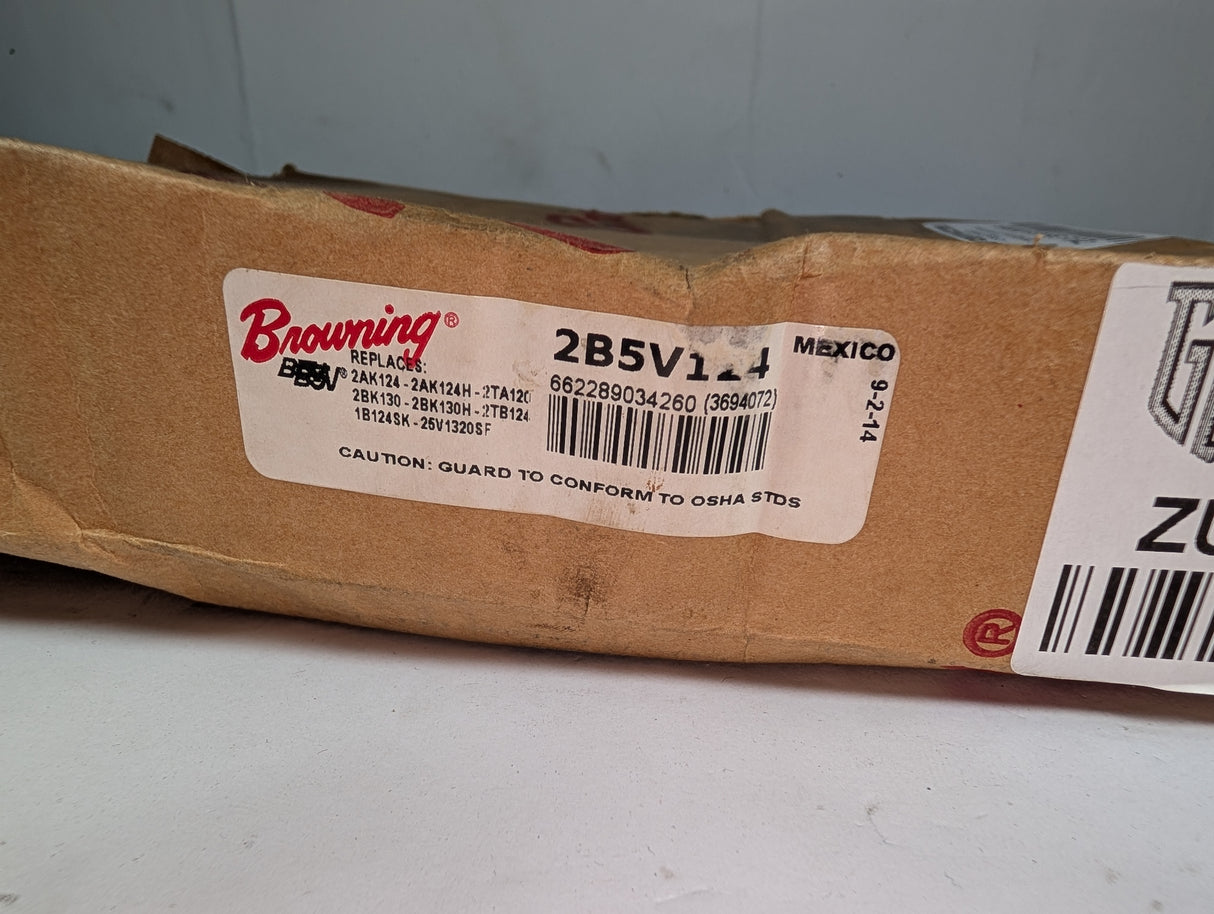 Browning®
REPLACES:
2AK124 - 2AK124H - 2TA120
2BK130 - 2BK130H - 2TB124
1B124SK - 25V1320SF
2B5V124
MEXICO
662289034260 (3694072)
9-2-14
CAUTION: GUARD TO CONFORM TO OSHA STDS
®